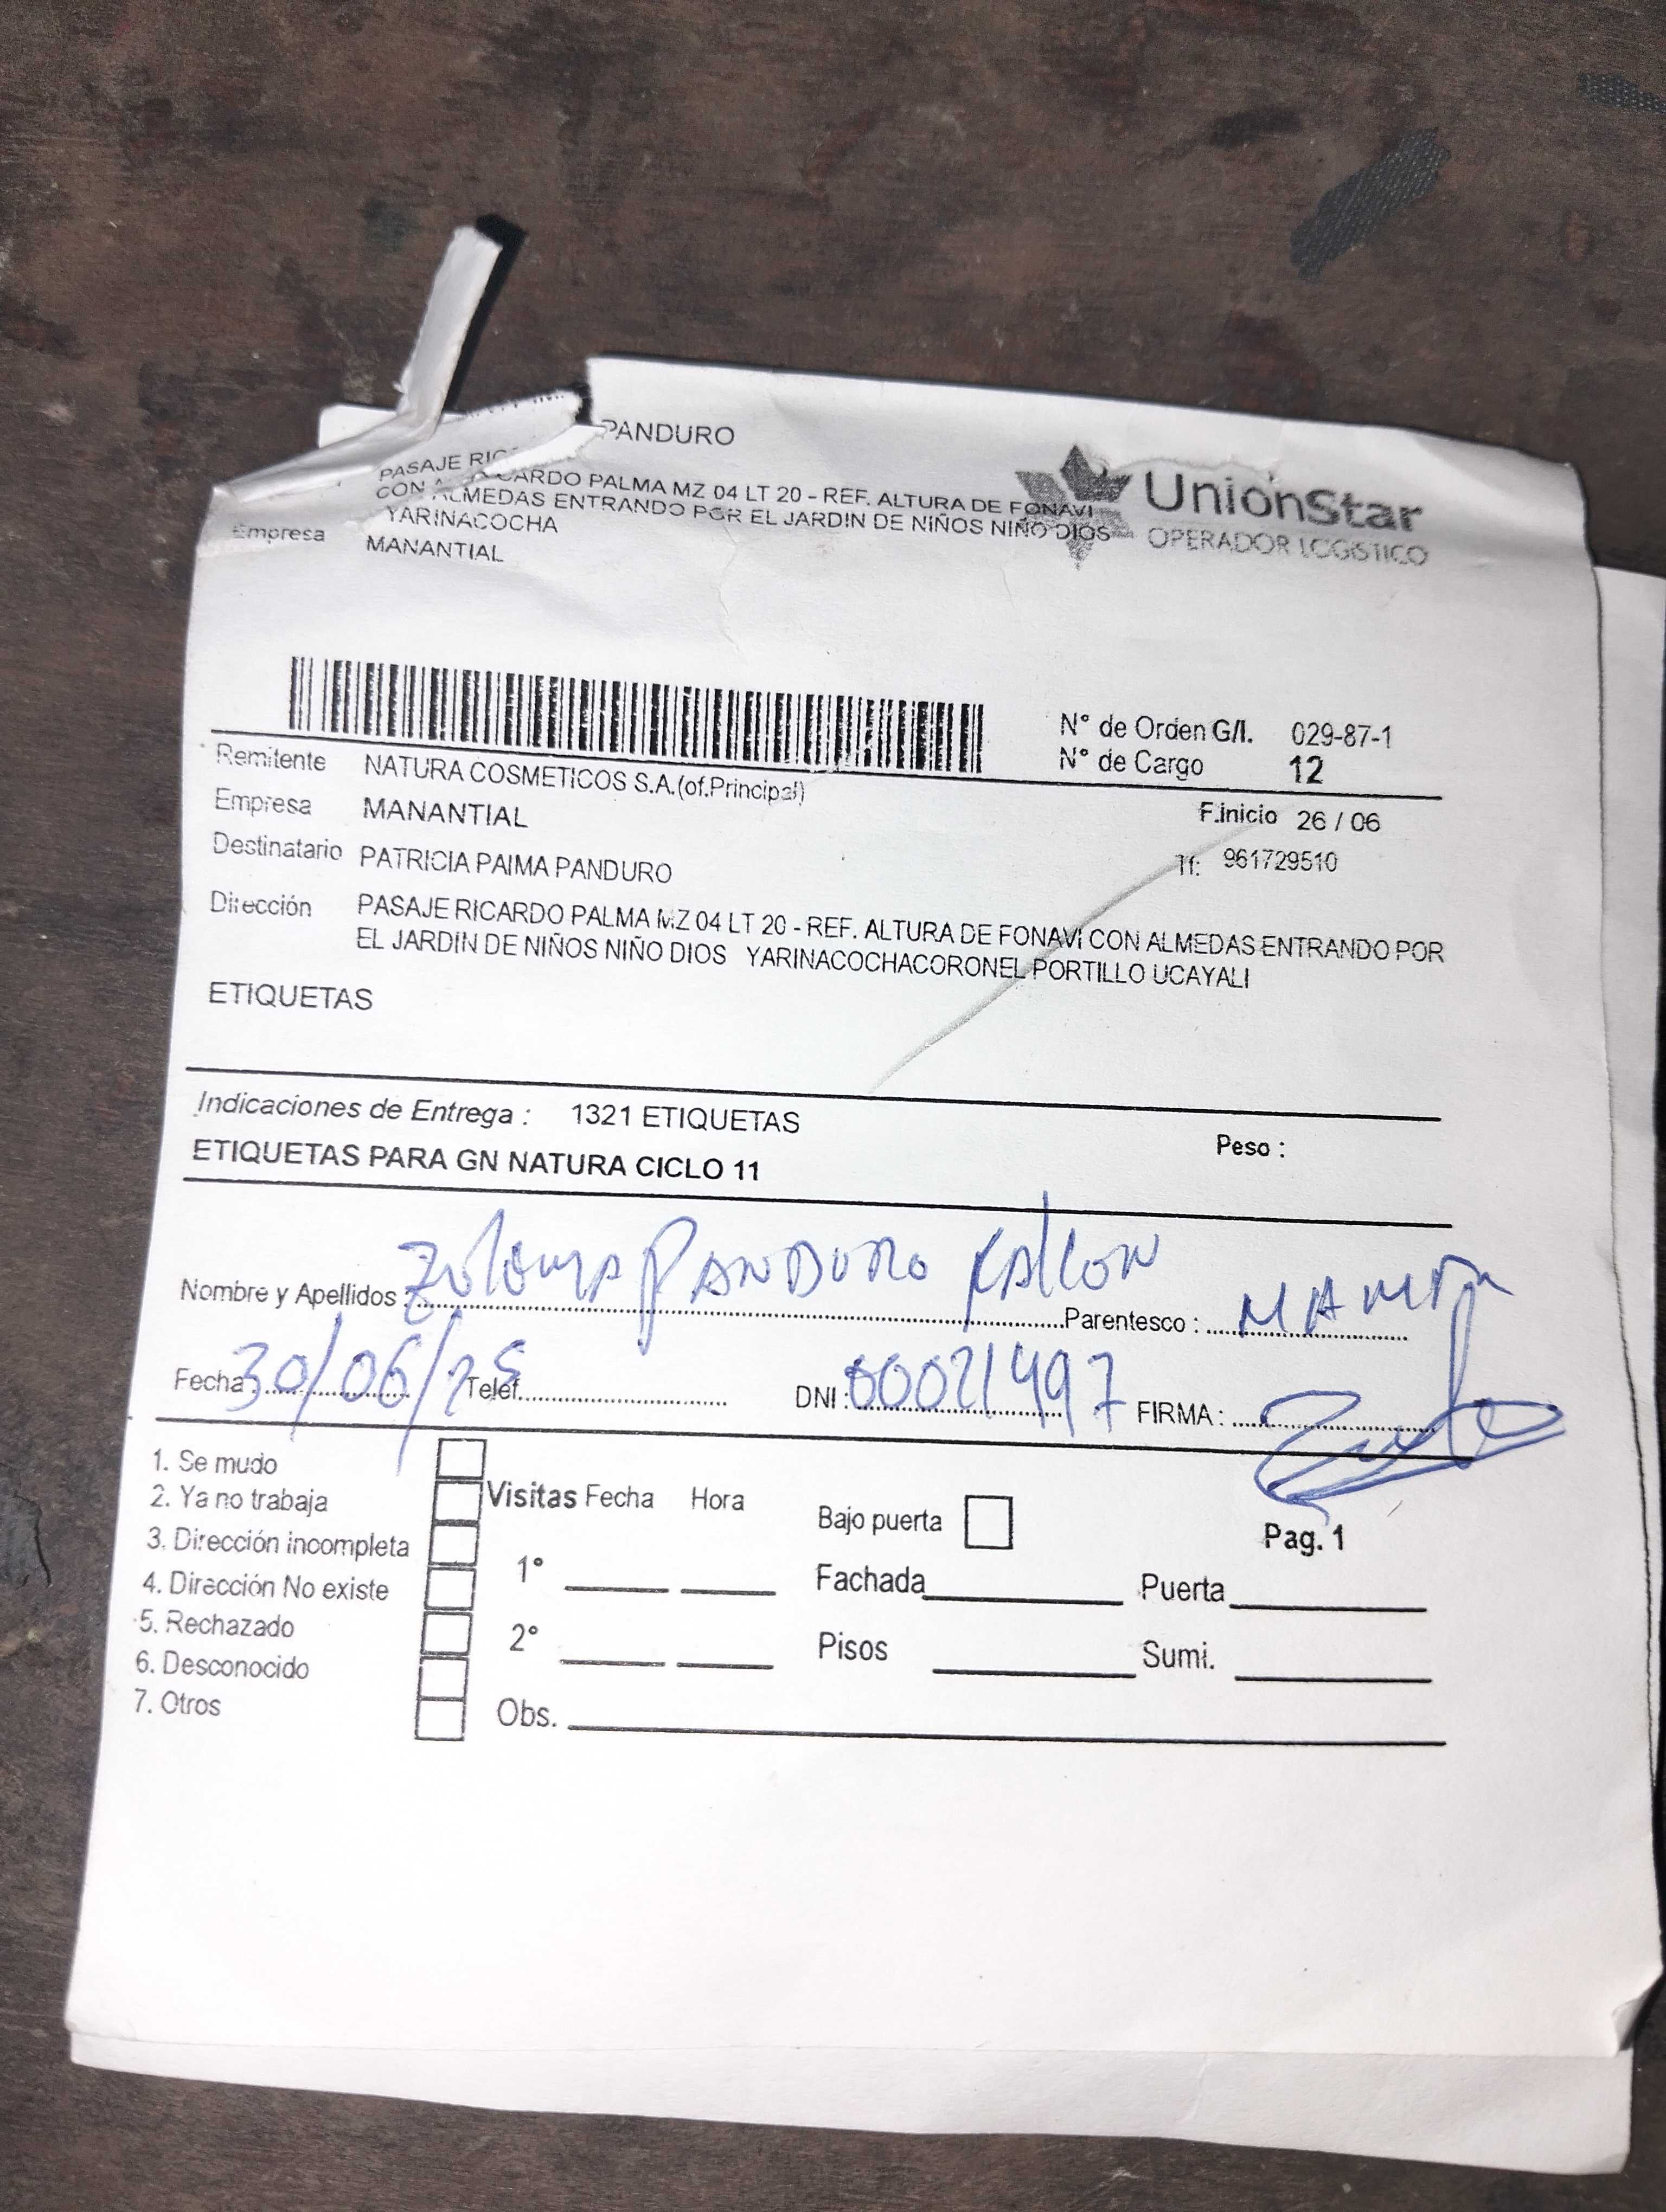 PANDURO
PASAJE RIC
CARDO PALMA MZ 04 LT 20 - REF. ALTURA DE FONAVI
CON ALMEDAS ENTRANDO POR EL JARDIN DE NIÑOS NIÑO DIOS
YARINACOCHA
Empresa MANANTIAL
UnionStar
OPERADOR LOGISTICO
N° de Orden G/I. 029-87-1
N° de Cargo 12
Remitente NATURA COSMETICOS S.A.(of.Principal)
Empresa MANANTIAL F.Inicio 26 / 06
Destinatario PATRICIA PAIMA PANDURO Tf: 961729510
Dirección PASAJE RICARDO PALMA MZ 04 LT 20 - REF. ALTURA DE FONAVI CON ALMEDAS ENTRANDO POR
EL JARDIN DE NIÑOS NIÑO DIOS YARINACOCHACORONEL PORTILLO UCAYALI
ETIQUETAS
Indicaciones de Entrega : 1321 ETIQUETAS
Peso :
ETIQUETAS PARA GN NATURA CICLO 11
Nombre y Apellidos : PANDURO Parentesco : MAMA
Fecha 30/06/25 Telef. DNI : 00021497 FIRMA :
1. Se mudo
2. Ya no trabaja
3. Dirección incompleta
4. Dirección No existe
5. Rechazado
6. Desconocido
7. Otros
Visitas Fecha Hora
1°
2°
Obs.
Bajo puerta
Pag. 1
Fachada Puerta
Pisos Sumi.